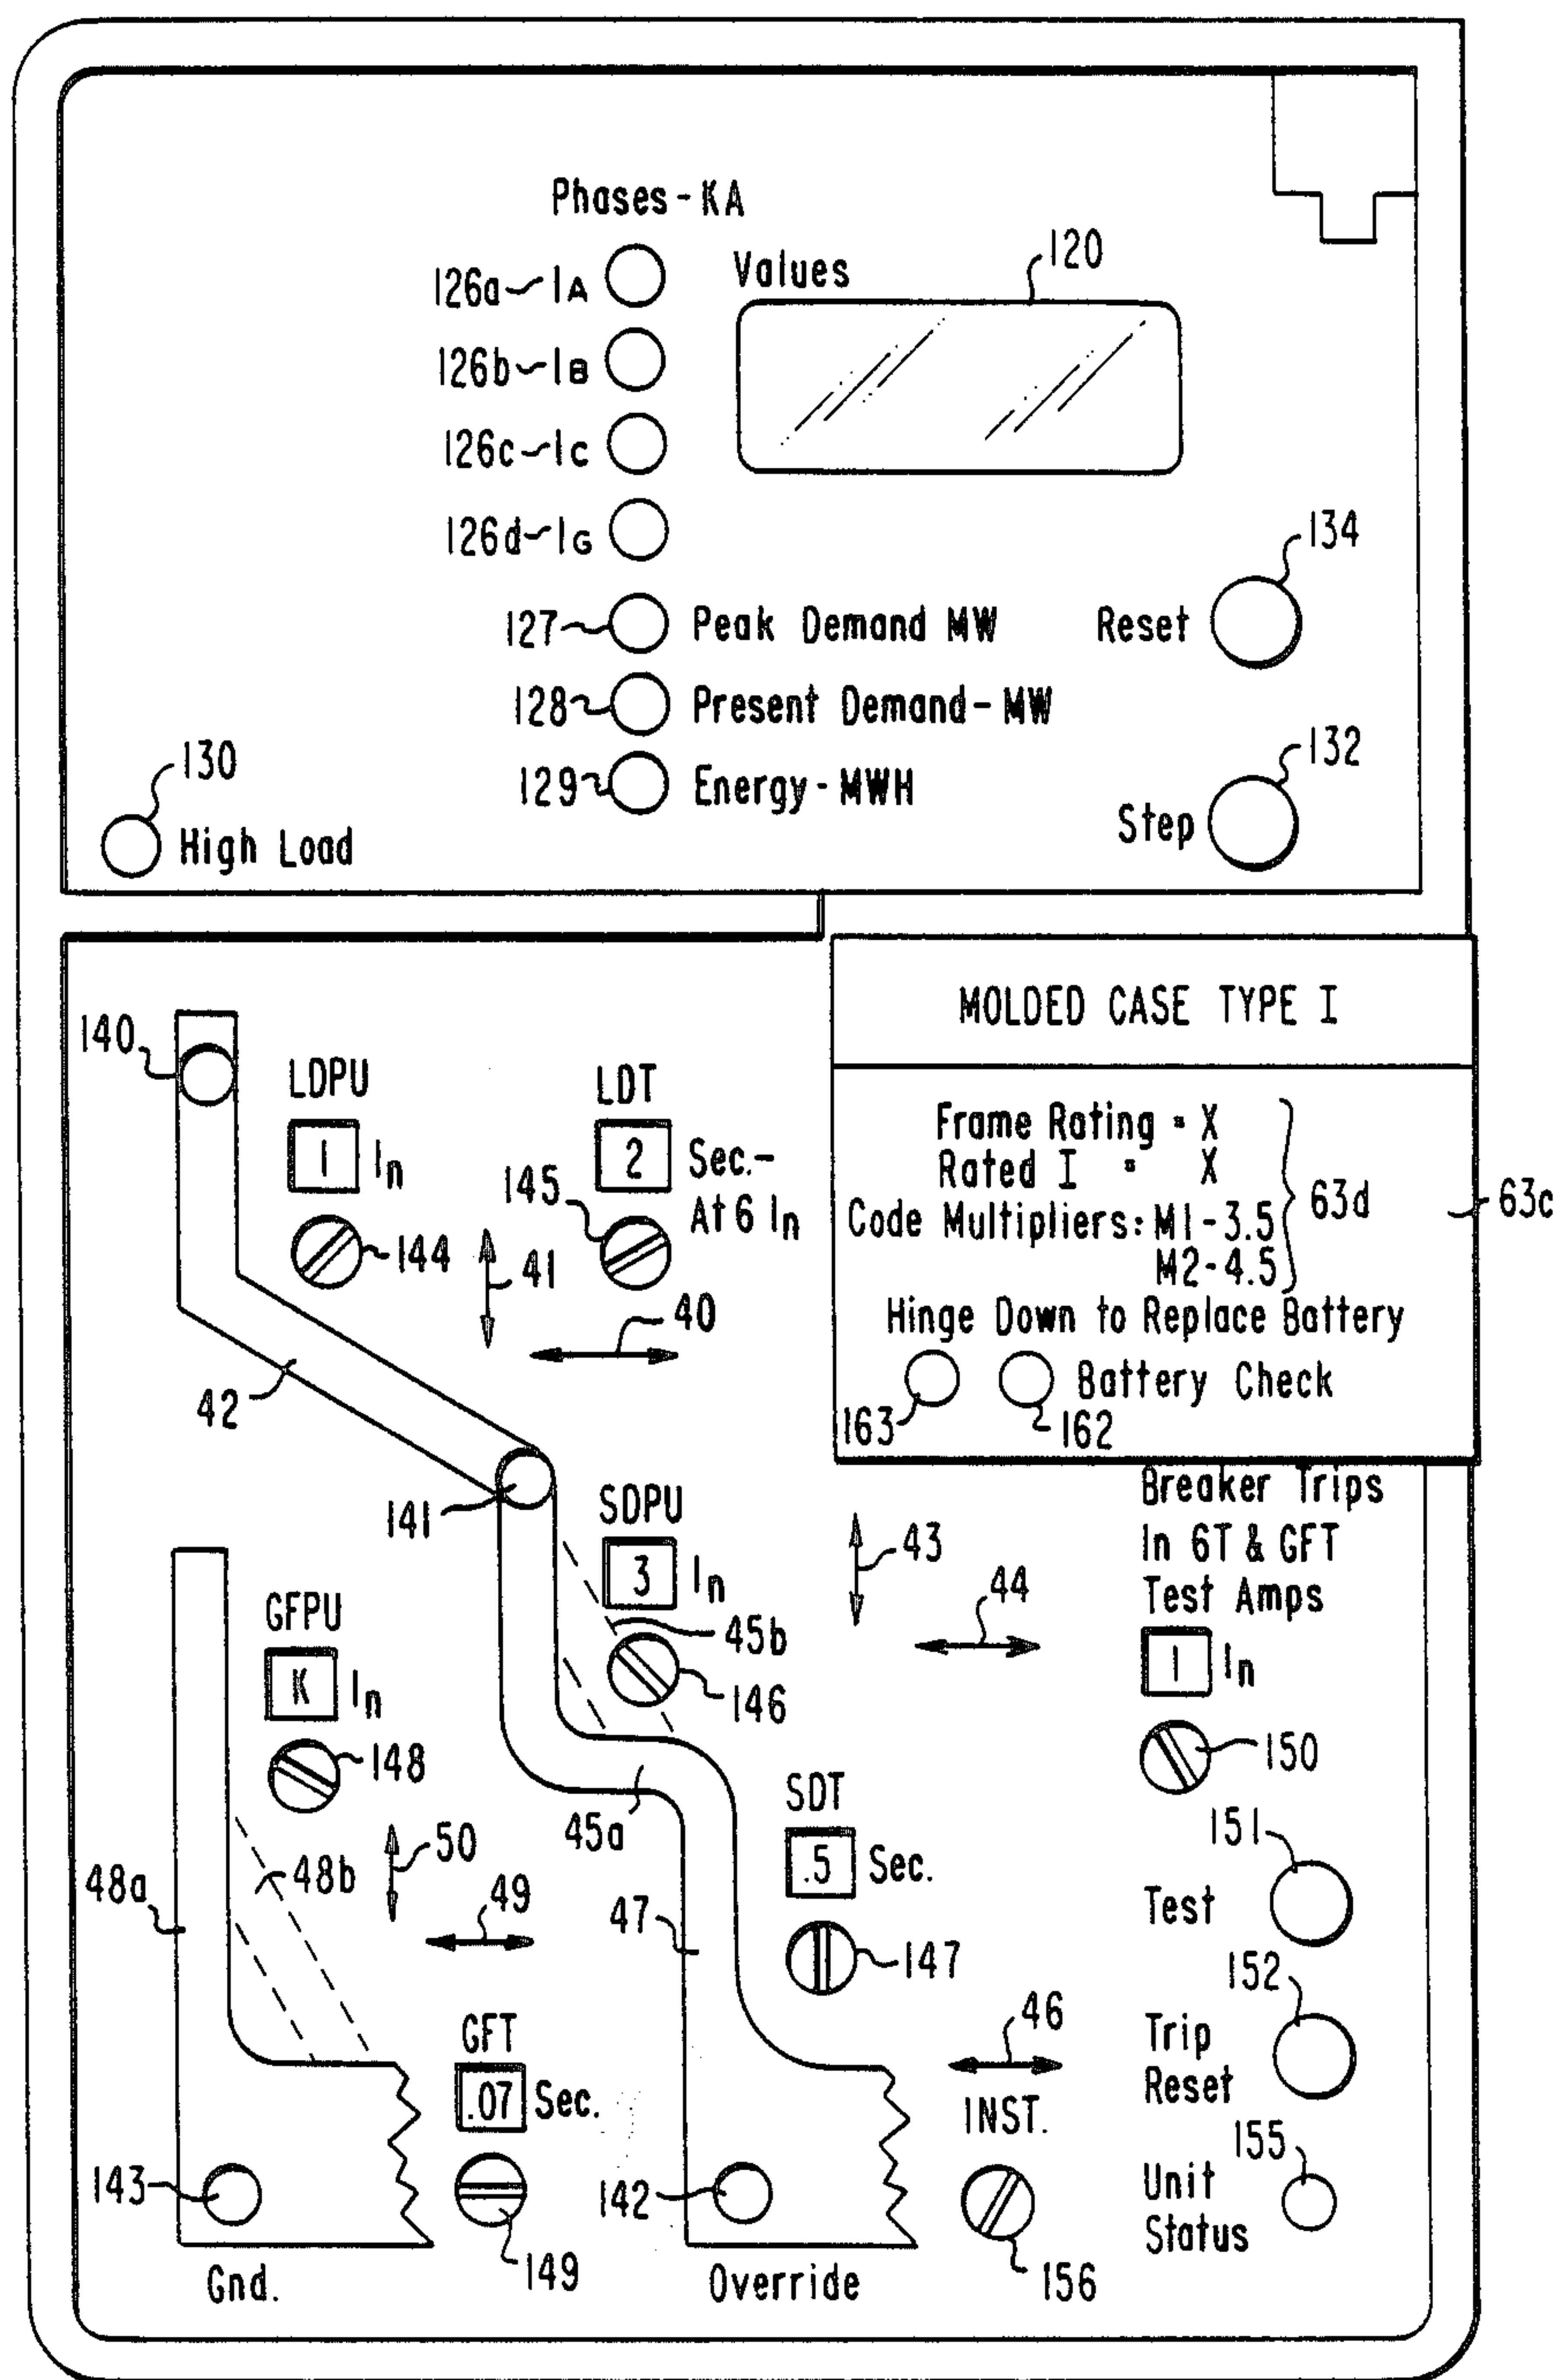 Phases-KA
126a IA
Values
120
126b IB
126c IC
126d IG
134
127
Peak Demand MW
Reset
128
Present Demand-MW
132
130
129
Energy-MWH
Step
High Load
MOLDED CASE TYPE I
140
LDPU
1 In
144
LDT
2 Sec.-
At 6 In
145
41
40
42
Frame Rating = X
Rated I = X
Code Multipliers: M1-3.5
M2-4.5
63d
63c
Hinge Down to Replace Battery
Battery Check
163
162
141
SDPU
3 In
45b
146
43
44
Breaker Trips
In 6T & GFT
Test Amps
1 In
150
GFPU
K In
148
45a
50
48b
48a
49
47
SDT
.5 Sec.
147
151
Test
152
Trip
Reset
GFT
.07 Sec.
149
46
INST.
156
155
Unit
Status
143
142
Gnd.
Override